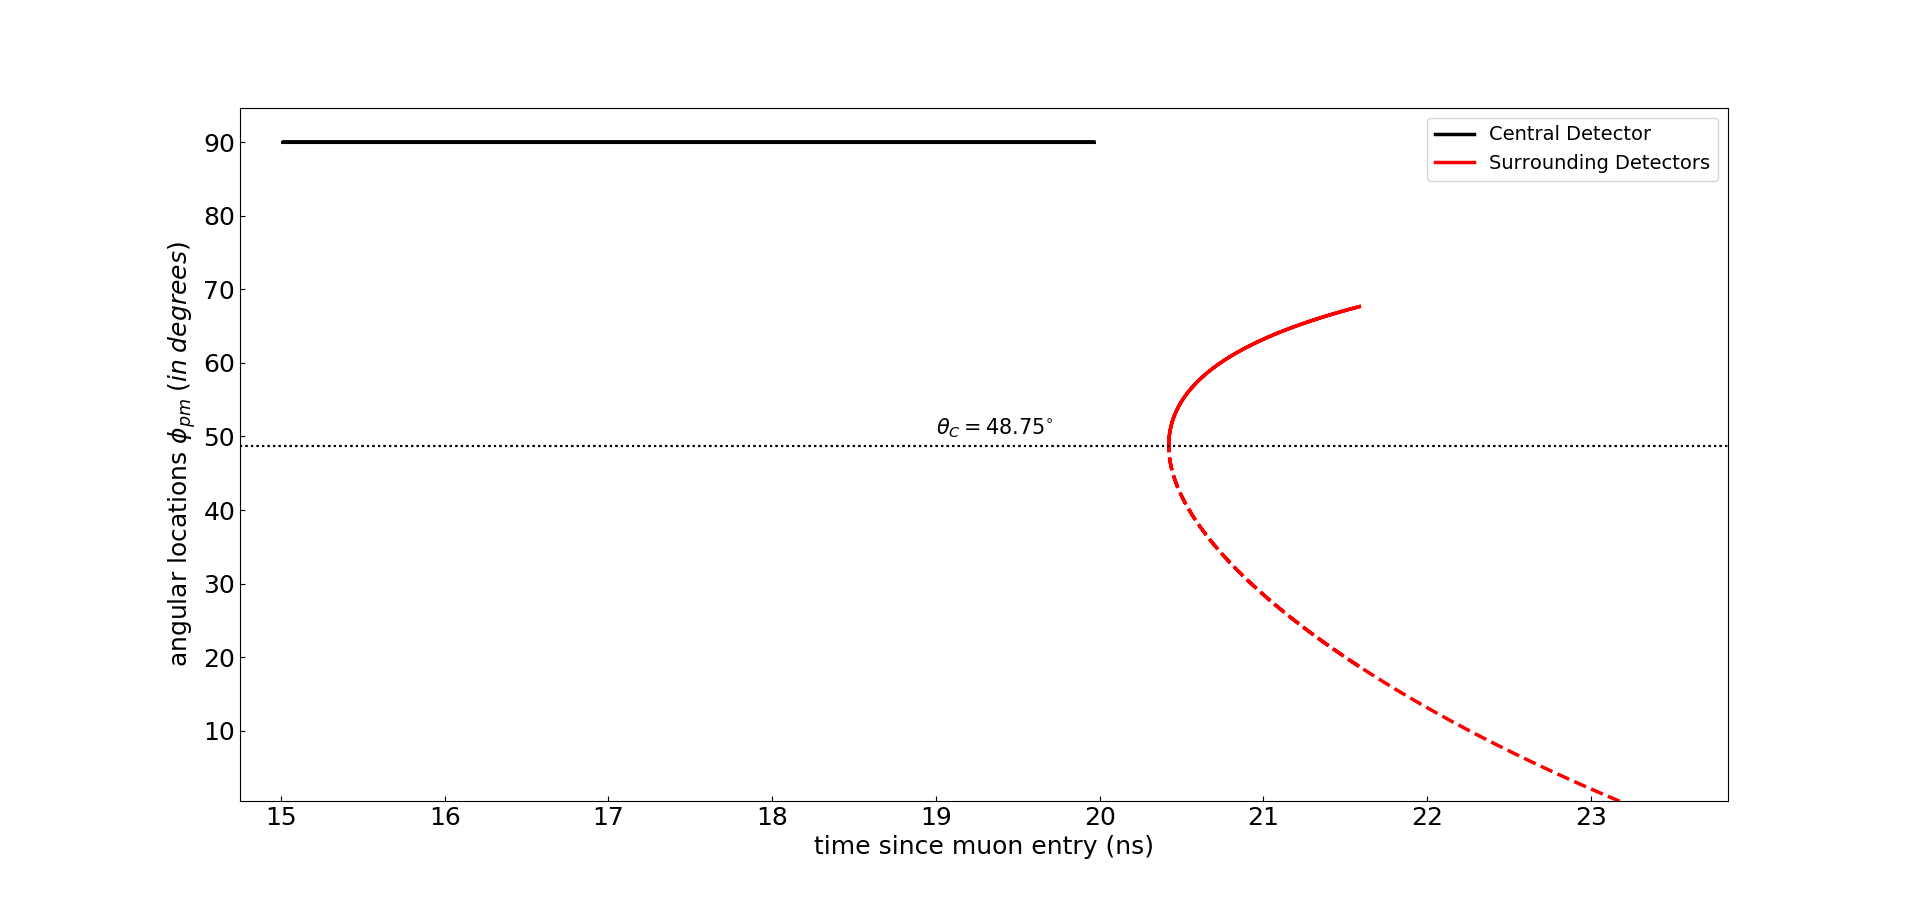 Central Detector
Surrounding Detectors
90
80
70
60
50
40
30
20
10
angular locations ϕ_pm (in degrees)
θ_C = 48.75°
15 16 17 18 19 20 21 22 23
time since muon entry (ns)